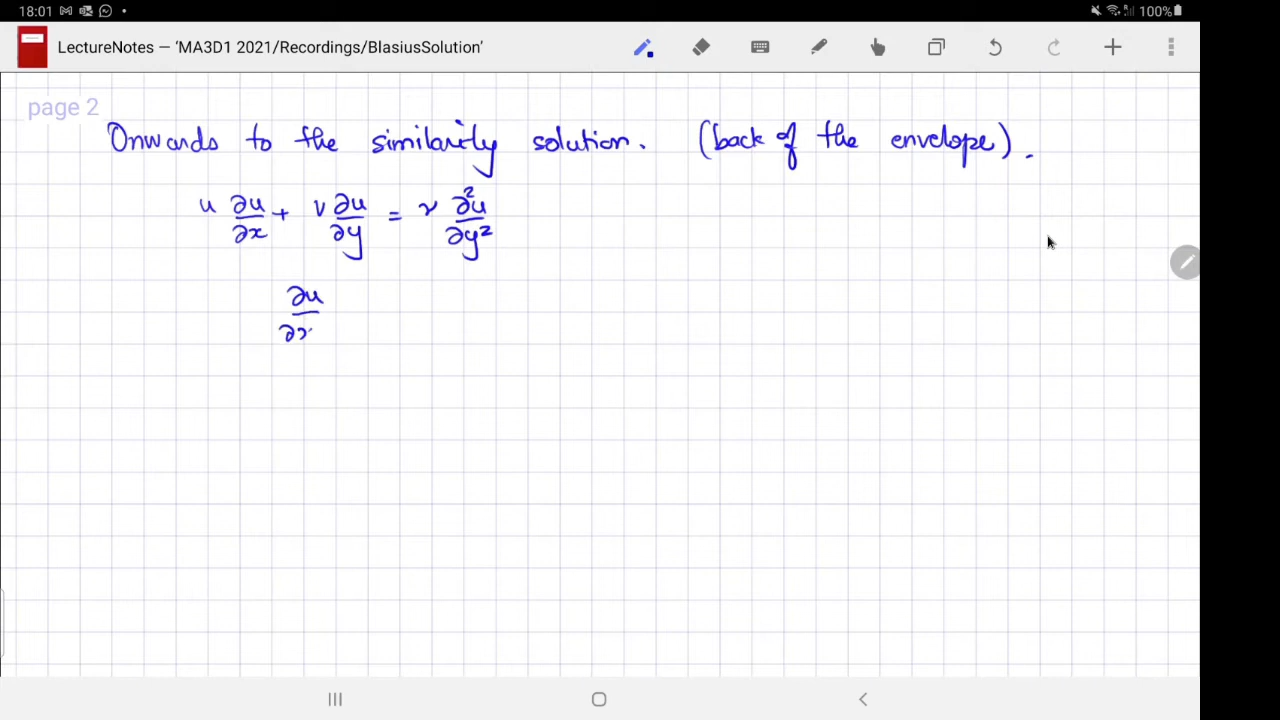 18:01 100%
LectureNotes — ‘MA3D1 2021/Recordings/BlasiusSolution’
page 2
Onwards to the similarity solution. (back of the envelope).
u ∂u/∂x + v ∂u/∂y = ν ∂²u/∂y²
∂u/∂x